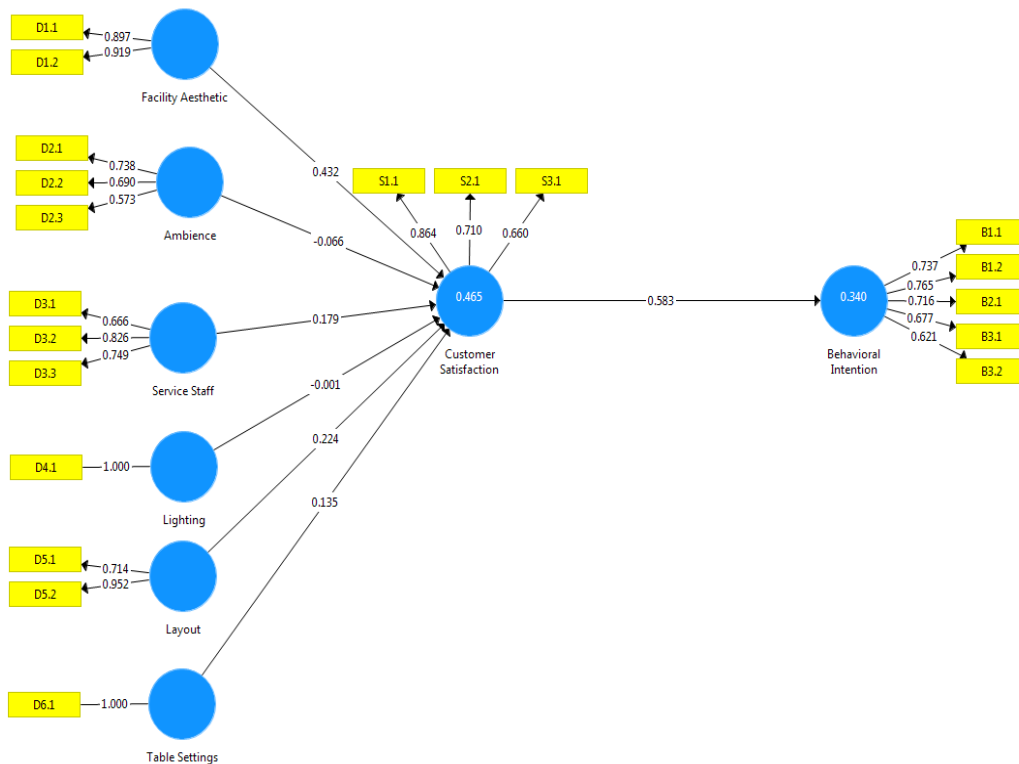 D1.1
0.897
0.919
D1.2
Facility Aesthetic
D2.1
0.738
D2.2
0.690
0.573
D2.3
Ambience
0.432
-0.066
S1.1
S2.1
S3.1
0.864
0.710
0.660
D3.1
0.666
D3.2
0.826
0.749
D3.3
Service Staff
0.179
0.465
Customer
Satisfaction
0.583
0.340
Behavioral
Intention
B1.1
0.737
B1.2
0.765
0.716
B2.1
0.677
B3.1
0.621
B3.2
-0.001
0.224
0.135
D4.1
1.000
Lighting
D5.1
0.714
0.952
D5.2
Layout
D6.1
1.000
Table Settings